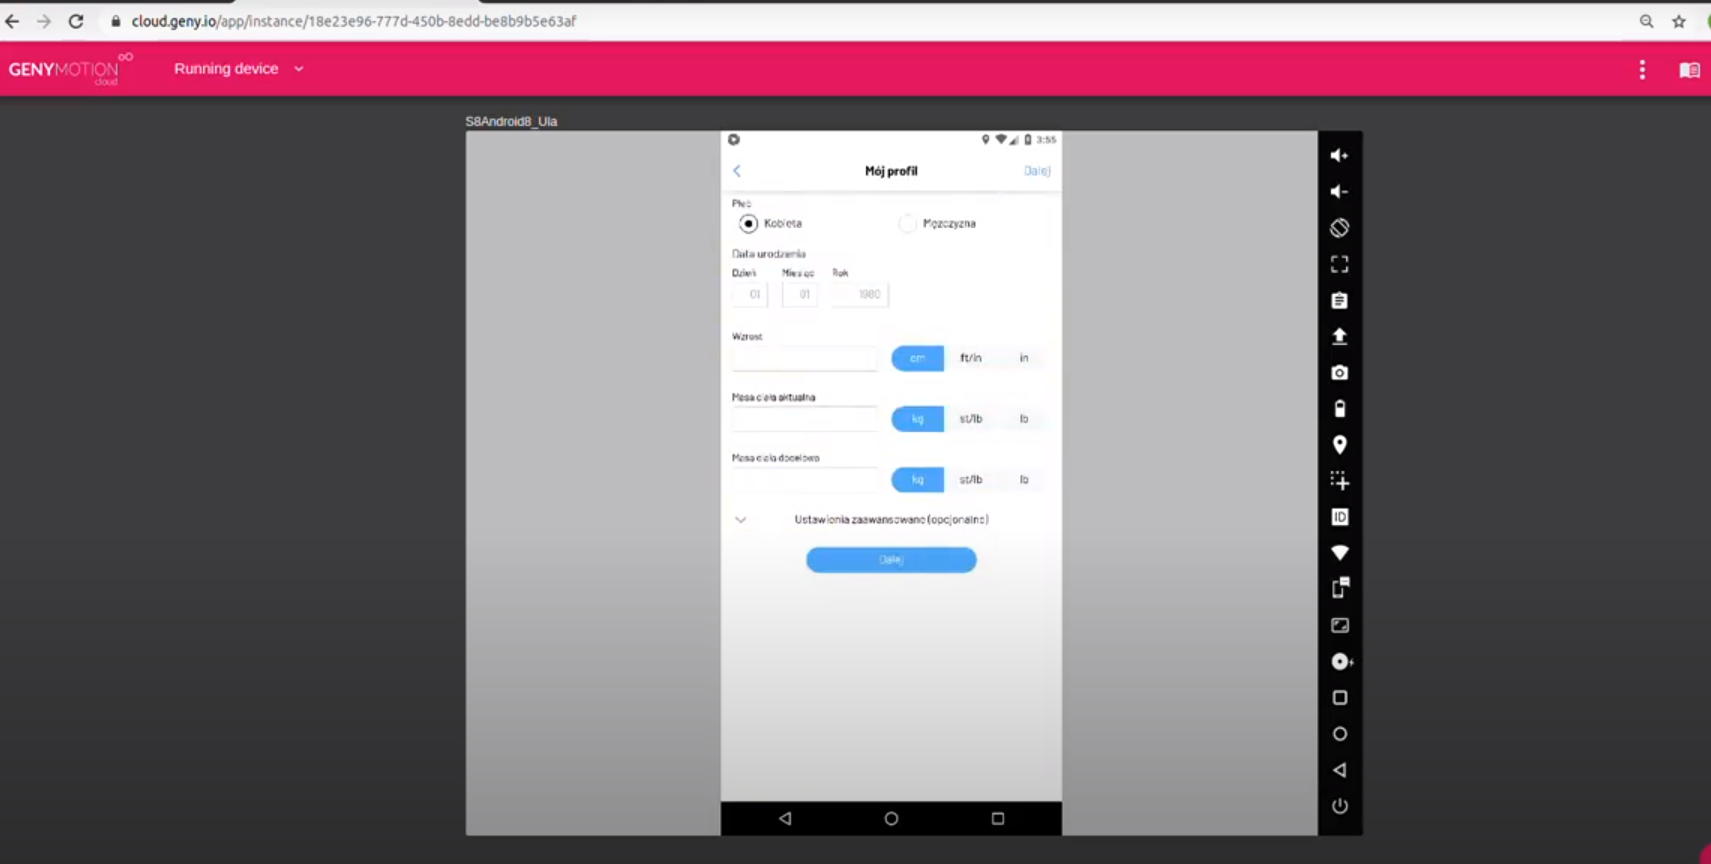 cloud.geny.io/app/instance/18e23e96-777d-450b-8edd-be8b9b5e63af
GENYMOTION
cloud
Running device
S8Android8_Ula
3:55
Mój profil
Dalej
Płeć
Kobieta
Mężczyzna
Data urodzenia
Dzień Miesiąc Rok
01 01 1980
Wzrost
cm ft/in in
Masa ciała aktualna
kg st/lb lb
Masa ciała docelowa
kg st/lb lb
Ustawienia zaawansowane (opcjonalne)
Dalej
ID